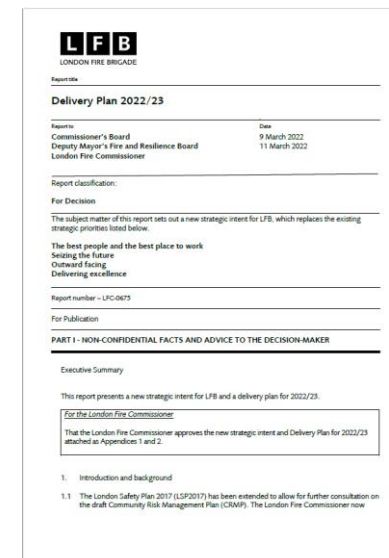 LFB
LONDON FIRE BRIGADE
Report title
Delivery Plan 2022/23
Report to
Date
Commissioner's Board
9 March 2022
Deputy Mayor's Fire and Resilience Board
11 March 2022
London Fire Commissioner
Report classification:
For Decision
The subject matter of this report sets out a new strategic intent for LFB, which replaces the existing
strategic priorities listed below.
The best people and the best place to work
Seizing the future
Outward facing
Delivering excellence
Report number – LFC-0675
For Publication
PART I - NON-CONFIDENTIAL FACTS AND ADVICE TO THE DECISION-MAKER
Executive Summary
This report presents a new strategic intent for LFB and a delivery plan for 2022/23.
For the London Fire Commissioner
That the London Fire Commissioner approves the new strategic intent and Delivery Plan for 2022/23
attached as Appendices 1 and 2.
1. Introduction and background
1.1 The London Safety Plan 2017 (LSP2017) has been extended to allow for further consultation on
the draft Community Risk Management Plan (CRMP). The London Fire Commissioner now